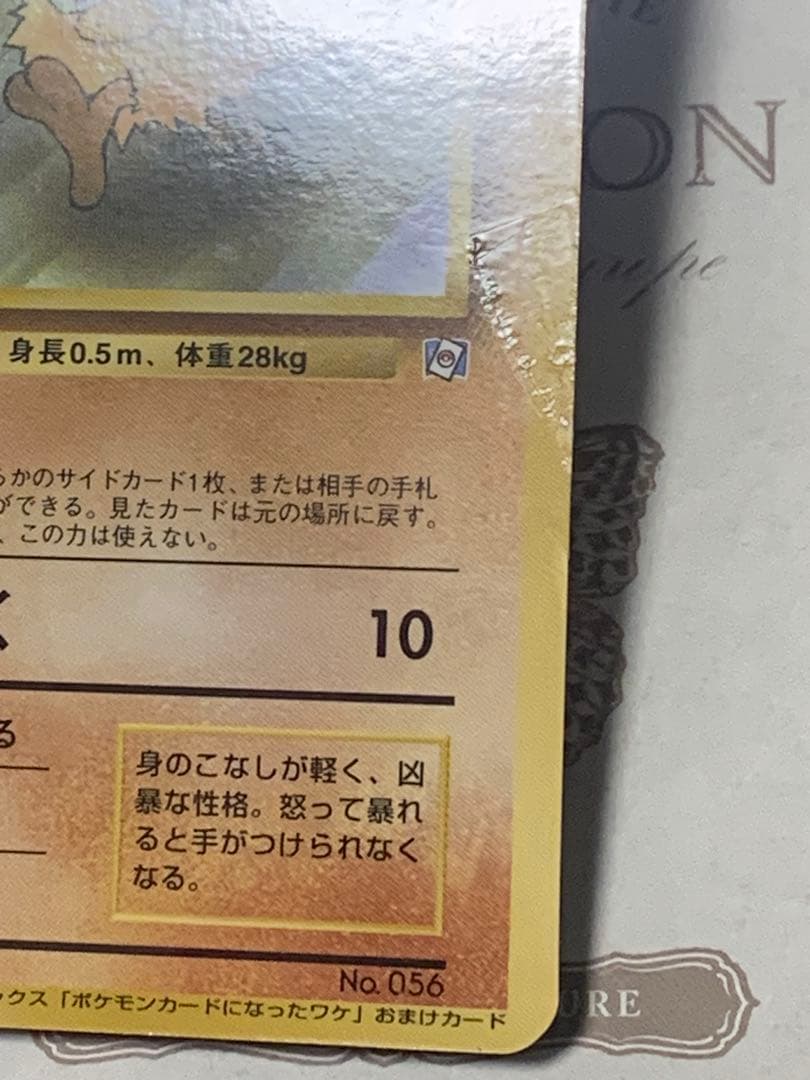 ON
身長0.5m、体重28kg
らかのサイドカード1枚、または相手の手札
ができる。見たカードは元の場所に戻す。
、この力は使えない。
10
る
身のこなしが軽く、凶
暴な性格。怒って暴れ
ると手がつけられなく
なる。
No. 056
ックス「ポケモンカードになったワケ」おまけカード
URE